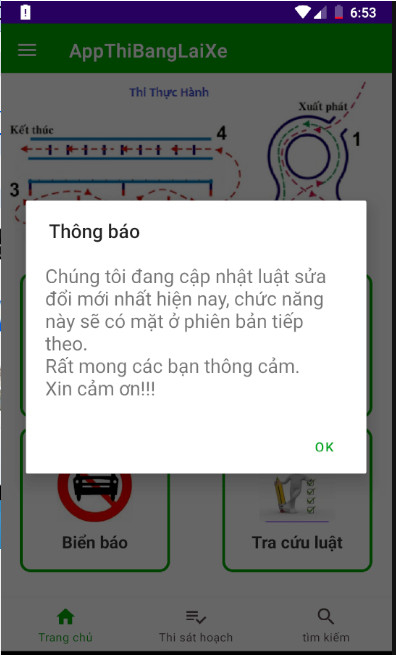 6:53
AppThiBangLaiXe
Thi Thực Hành
Xuất phát
Kết thúc
4
1
3
Thông báo
Chúng tôi đang cập nhật luật sửa
đổi mới nhất hiện nay, chức năng
này sẽ có mặt ở phiên bản tiếp
theo.
Rất mong các bạn thông cảm.
Xin cảm ơn!!!
OK
Biển báo
Tra cứu luật
Trang chủ
Thi sát hoạch
tìm kiếm